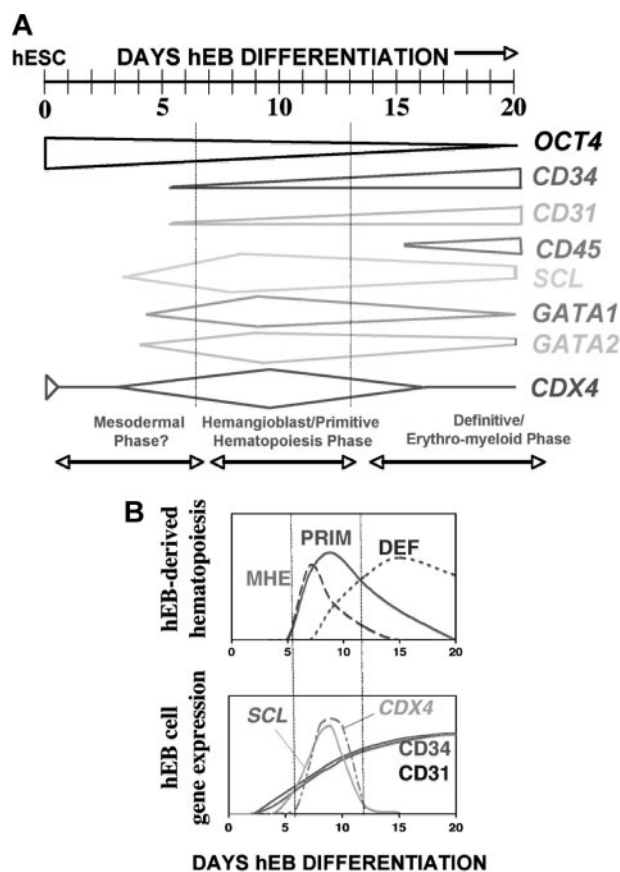 A
hESC DAYS hEB DIFFERENTIATION
0 5 10 15 20
OCT4
CD34
CD31
CD45
SCL
GATA1
GATA2
CDX4
Mesodermal
Phase?
Hemangioblast/Primitive
Hematopoiesis Phase
Definitive/
Erythro-myeloid Phase
B
hEB-derived
hematopoiesis
MHE
PRIM
DEF
0 5 10 15 20
hEB cell
gene expression
SCL
CDX4
CD34
CD31
0 5 10 15 20
DAYS hEB DIFFERENTIATION